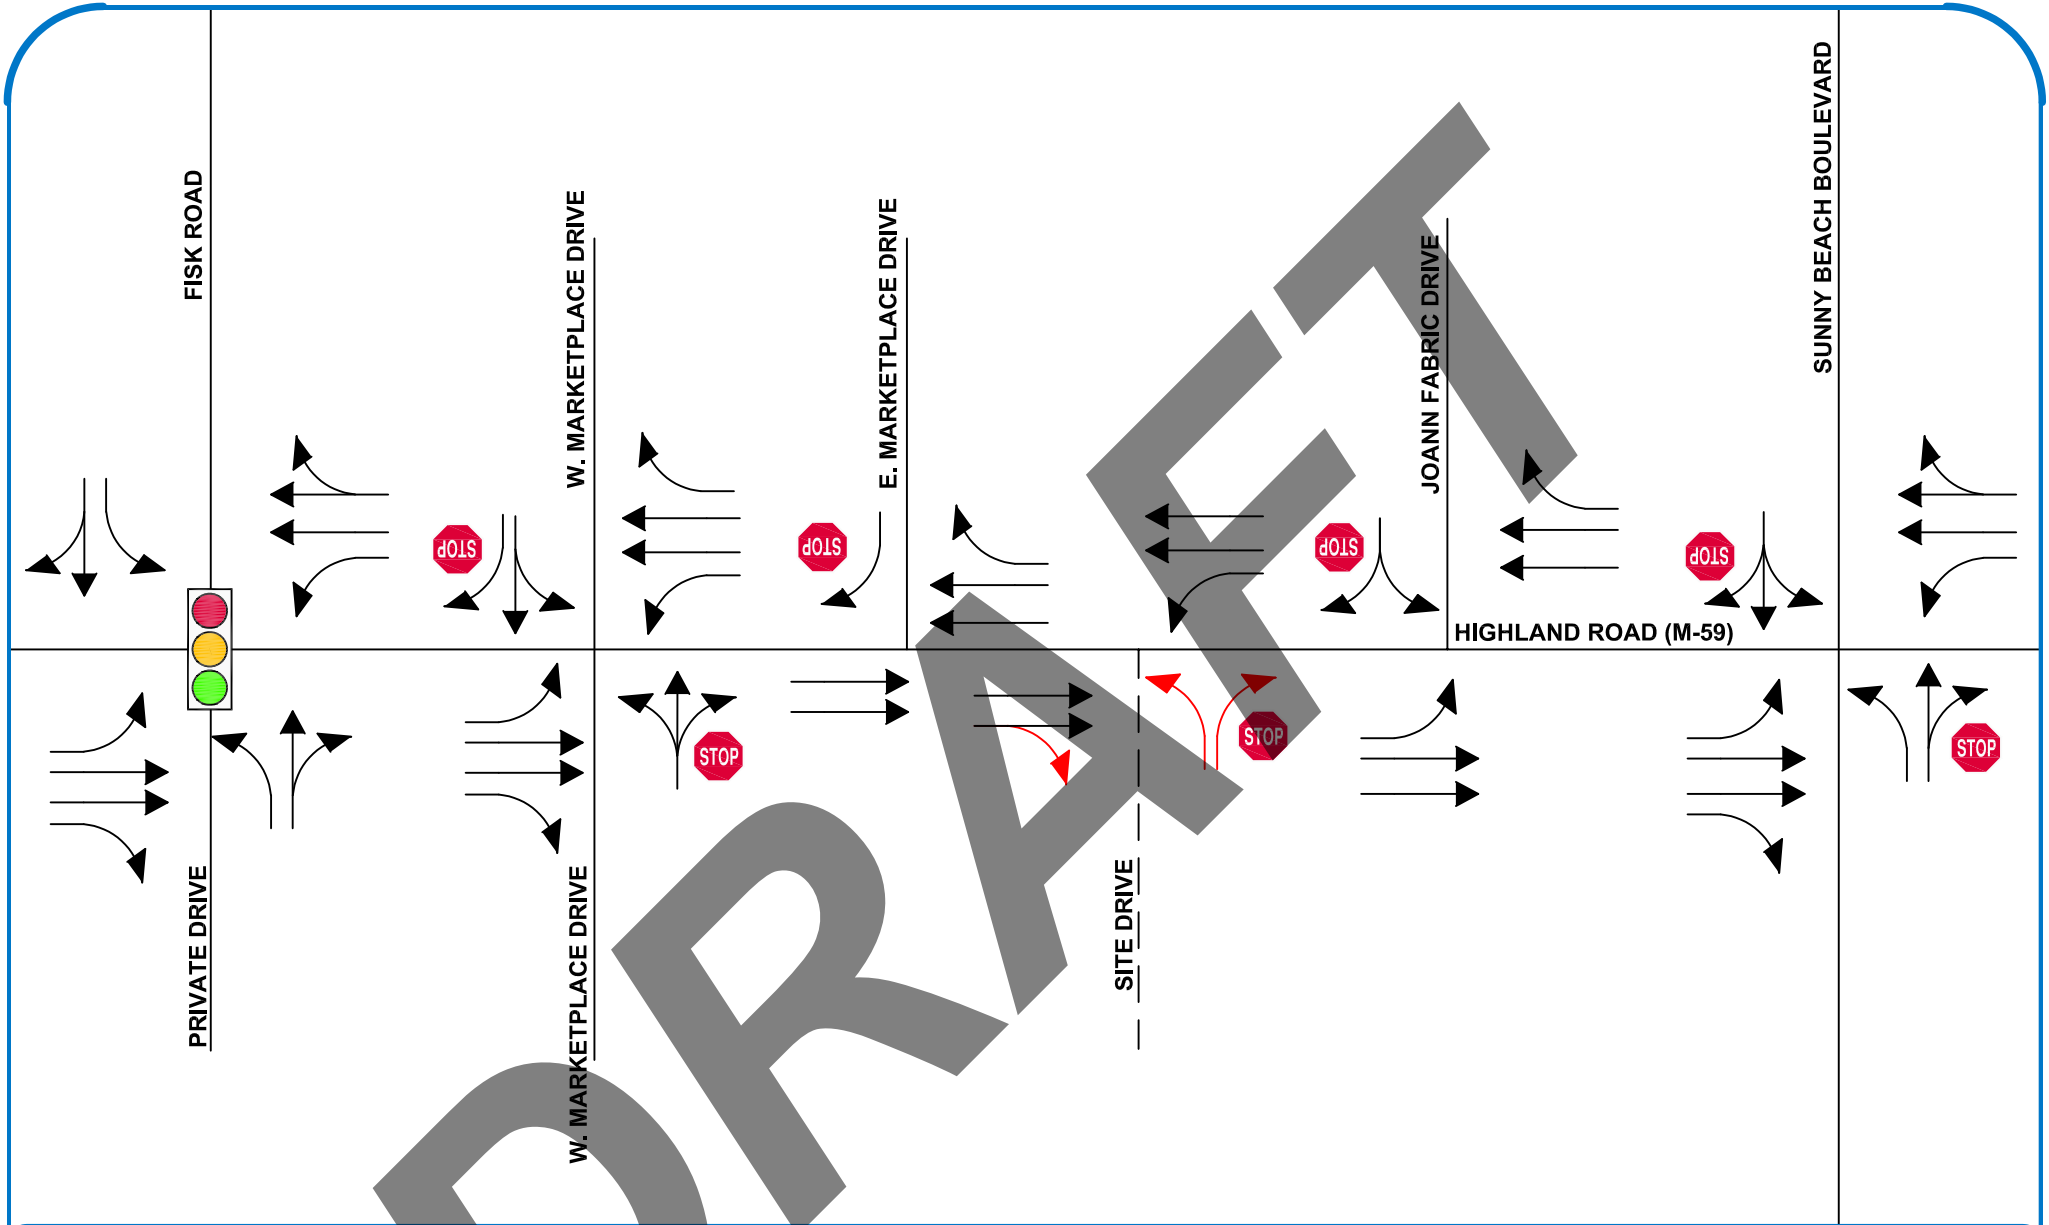 FISK ROAD
W. MARKETPLACE DRIVE
E. MARKETPLACE DRIVE
JOANN FABRIC DRIVE
SUNNY BEACH BOULEVARD
STOP
STOP
STOP
STOP
HIGHLAND ROAD (M-59)
STOP
STOP
STOP
PRIVATE DRIVE
W. MARKETPLACE DRIVE
SITE DRIVE
DRAFT